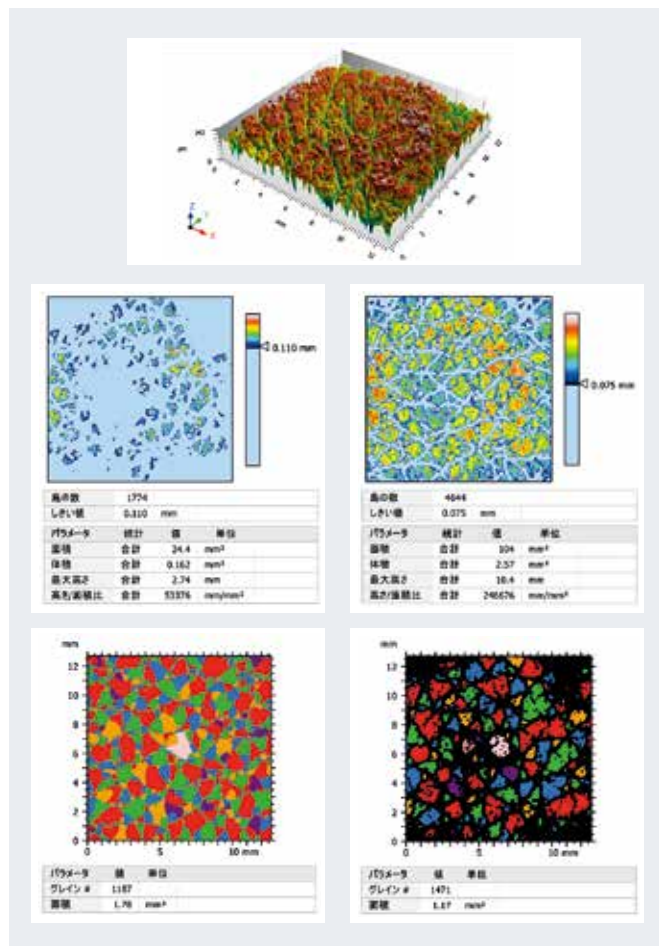 Z
Y
X
0.110 mm
島の数 1774
しきい値 0.110 mm
パラメータ 統計 値 単位
面積 合計 24.4 mm²
体積 合計 0.162 mm³
最大高さ 合計 2.74 mm
高さ/面積比 合計 53376 mm/mm²
0.075 mm
島の数 4644
しきい値 0.075 mm
パラメータ 統計 値 単位
面積 合計 104 mm²
体積 合計 2.57 mm³
最大高さ 合計 18.4 mm
高さ/面積比 合計 246676 mm/mm²
mm
12
10
8
6
4
2
0
0 5 10 mm
パラメータ 値 単位
グレイン # 1187
面積 1.78 mm²
mm
12
10
8
6
4
2
0
0 5 10 mm
パラメータ 値 単位
グレイン # 1471
面積 1.17 mm²